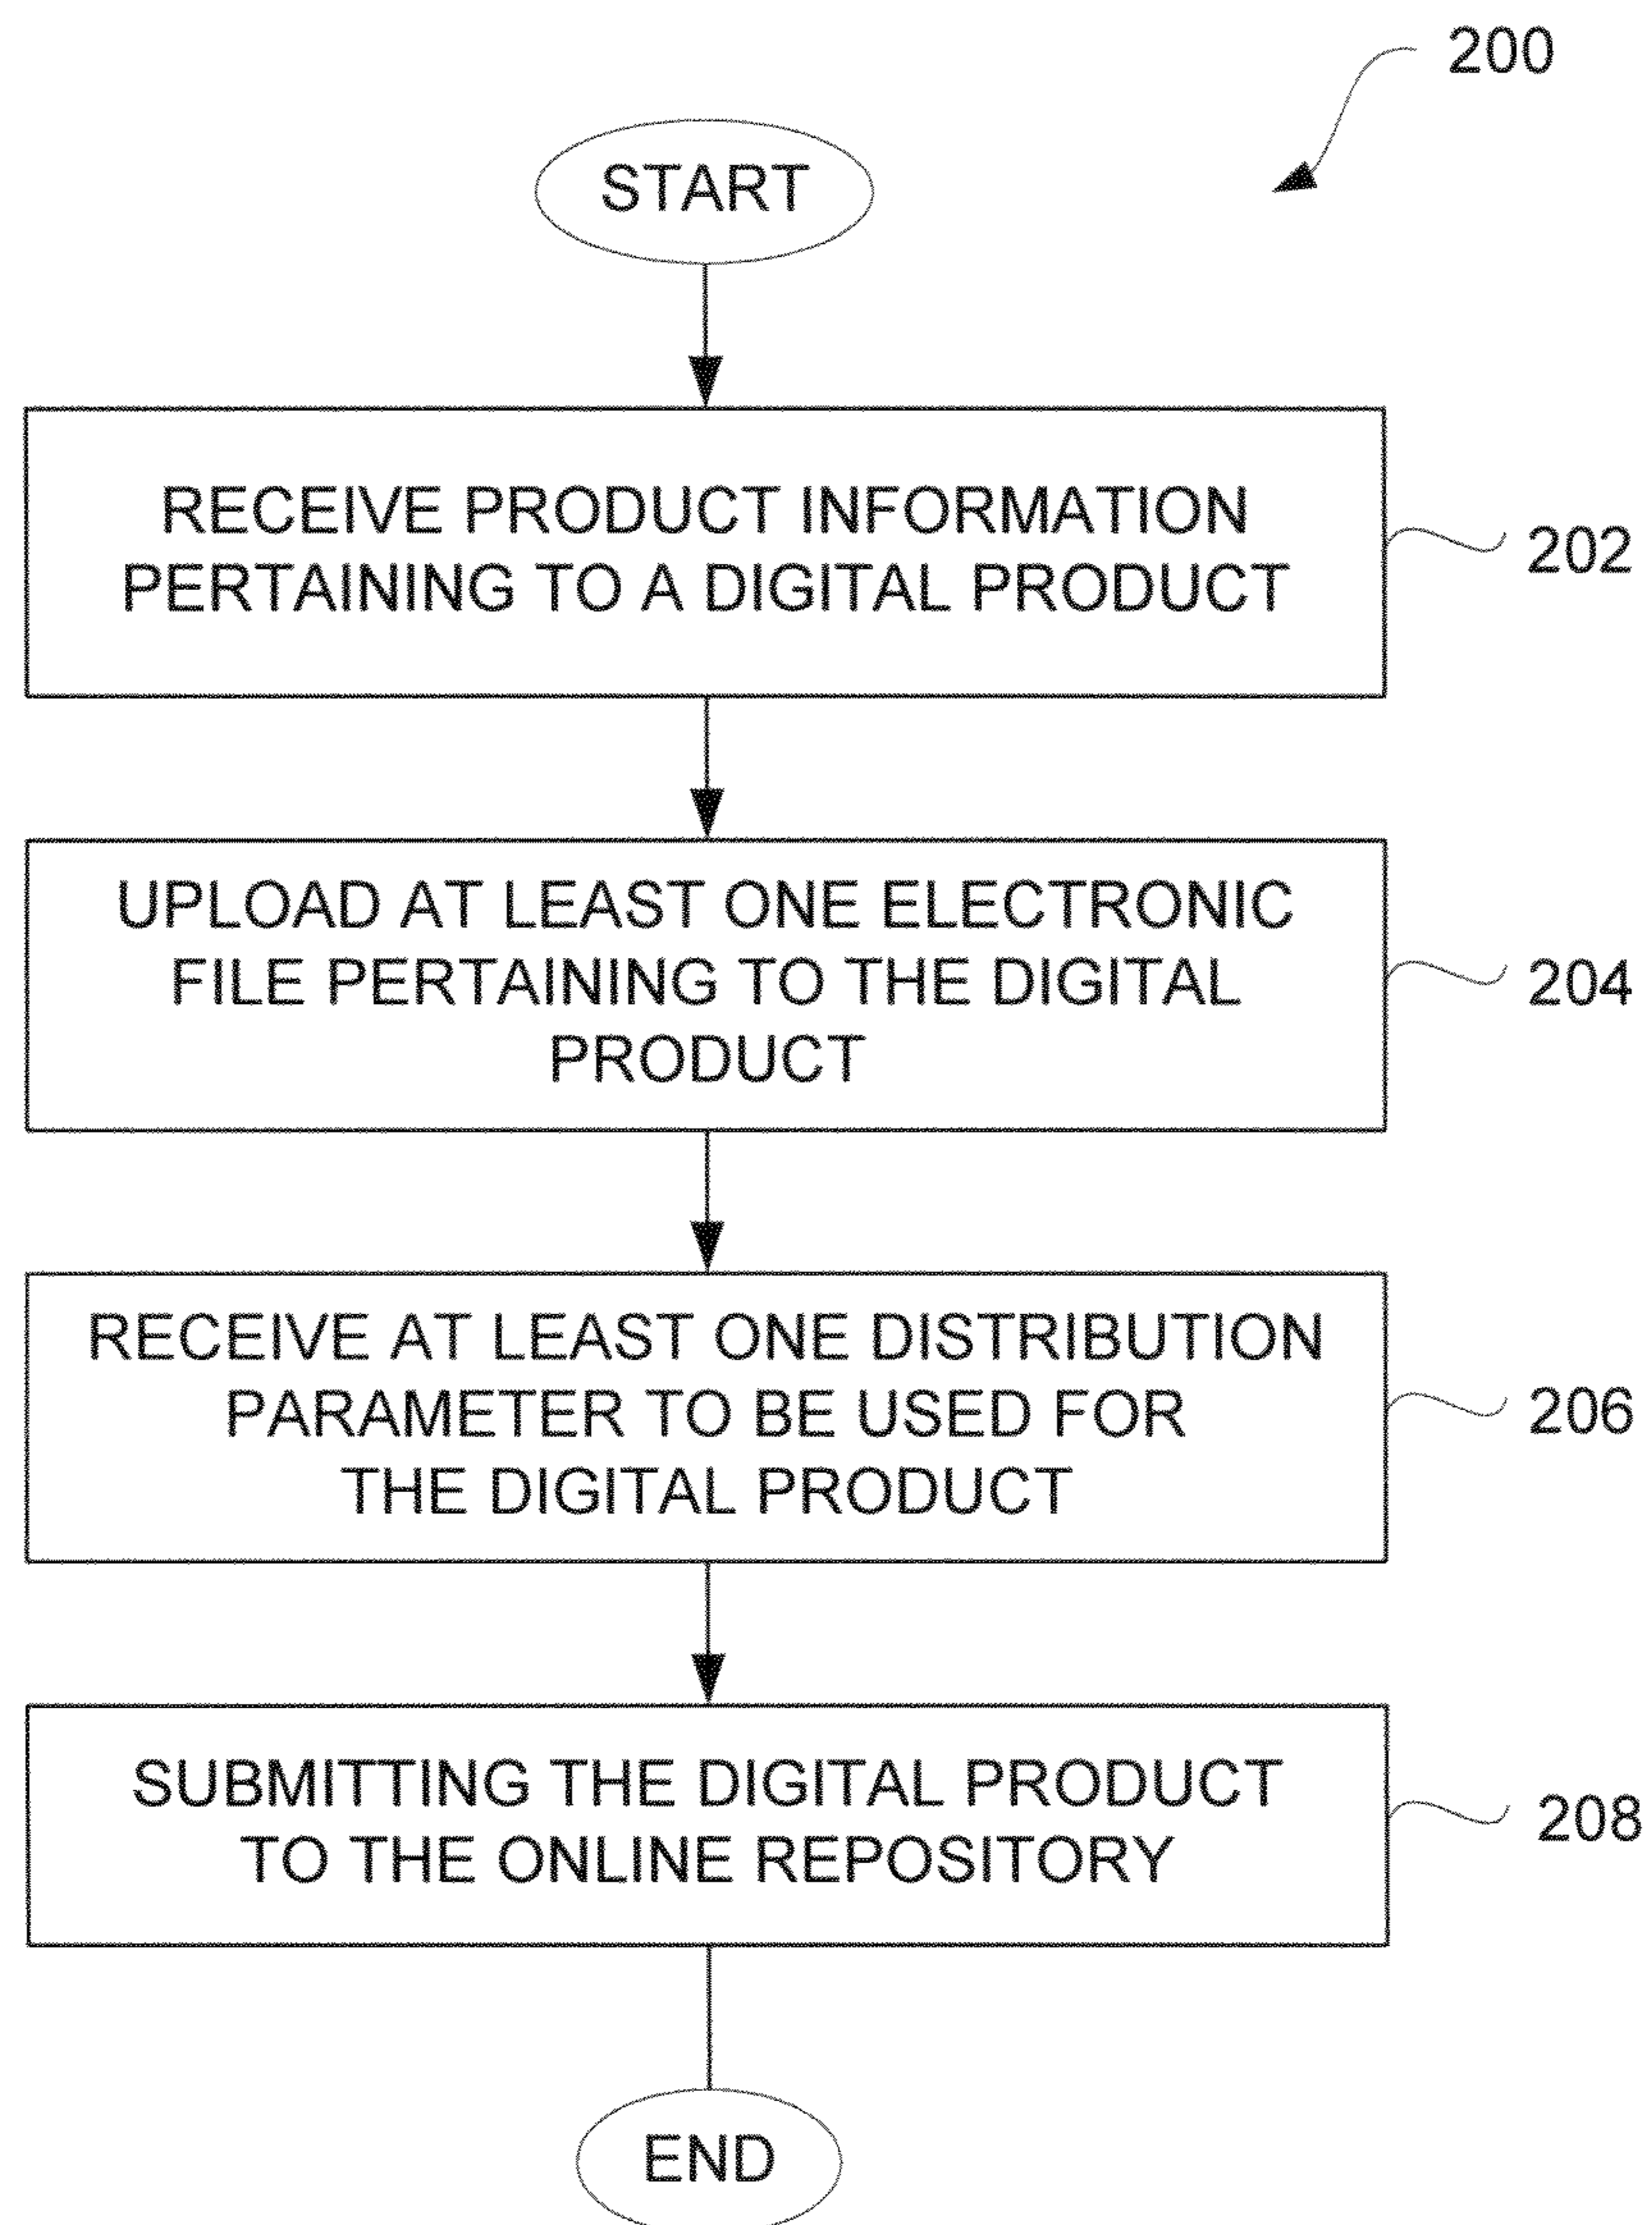 200
START
RECEIVE PRODUCT INFORMATION
PERTAINING TO A DIGITAL PRODUCT
202
UPLOAD AT LEAST ONE ELECTRONIC
FILE PERTAINING TO THE DIGITAL
PRODUCT
204
RECEIVE AT LEAST ONE DISTRIBUTION
PARAMETER TO BE USED FOR
THE DIGITAL PRODUCT
206
SUBMITTING THE DIGITAL PRODUCT
TO THE ONLINE REPOSITORY
208
END